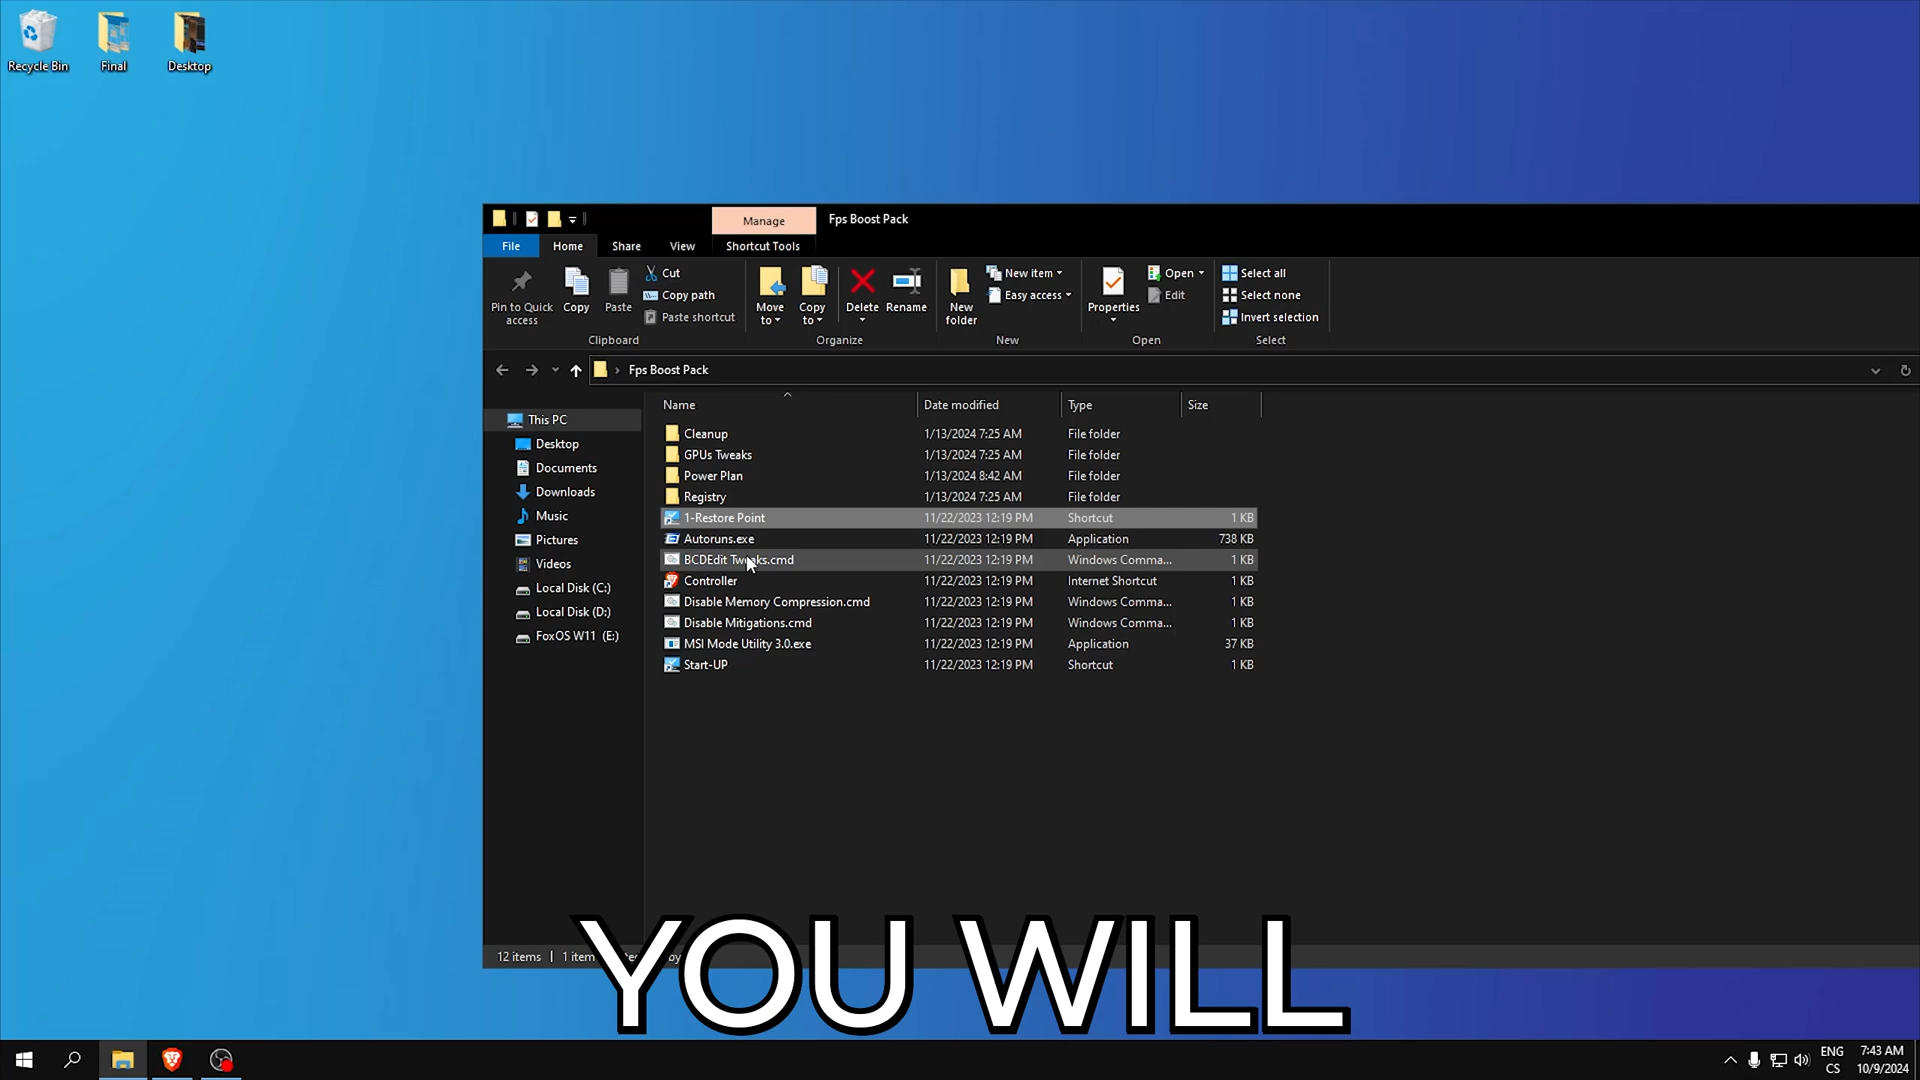 Recycle Bin
Final
Desktop
Manage
Fps Boost Pack
File
Home
Share
View
Shortcut Tools
Pin to Quick access
Copy
Paste
Cut
Copy path
Paste shortcut
Clipboard
Move to
Copy to
Delete
Rename
Organize
New folder
New item
Easy access
New
Properties
Open
Edit
Open
Select all
Select none
Invert selection
Select
Fps Boost Pack
Name
Date modified
Type
Size
This PC
Desktop
Documents
Downloads
Music
Pictures
Videos
Local Disk (C:)
Local Disk (D:)
FoxOS W11 (E:)
Cleanup 1/13/2024 7:25 AM File folder
GPUs Tweaks 1/13/2024 7:25 AM File folder
Power Plan 1/13/2024 8:42 AM File folder
Registry 1/13/2024 7:25 AM File folder
1-Restore Point 11/22/2023 12:19 PM Shortcut 1 KB
Autoruns.exe 11/22/2023 12:19 PM Application 738 KB
BCDEdit Tweaks.cmd 11/22/2023 12:19 PM Windows Comma... 1 KB
Controller 11/22/2023 12:19 PM Internet Shortcut 1 KB
Disable Memory Compression.cmd 11/22/2023 12:19 PM Windows Comma... 1 KB
Disable Mitigations.cmd 11/22/2023 12:19 PM Windows Comma... 1 KB
MSI Mode Utility 3.0.exe 11/22/2023 12:19 PM Application 37 KB
Start-UP 11/22/2023 12:19 PM Shortcut 1 KB
12 items
1 item
YOU WILL
ENG
CS
7:43 AM
10/9/2024